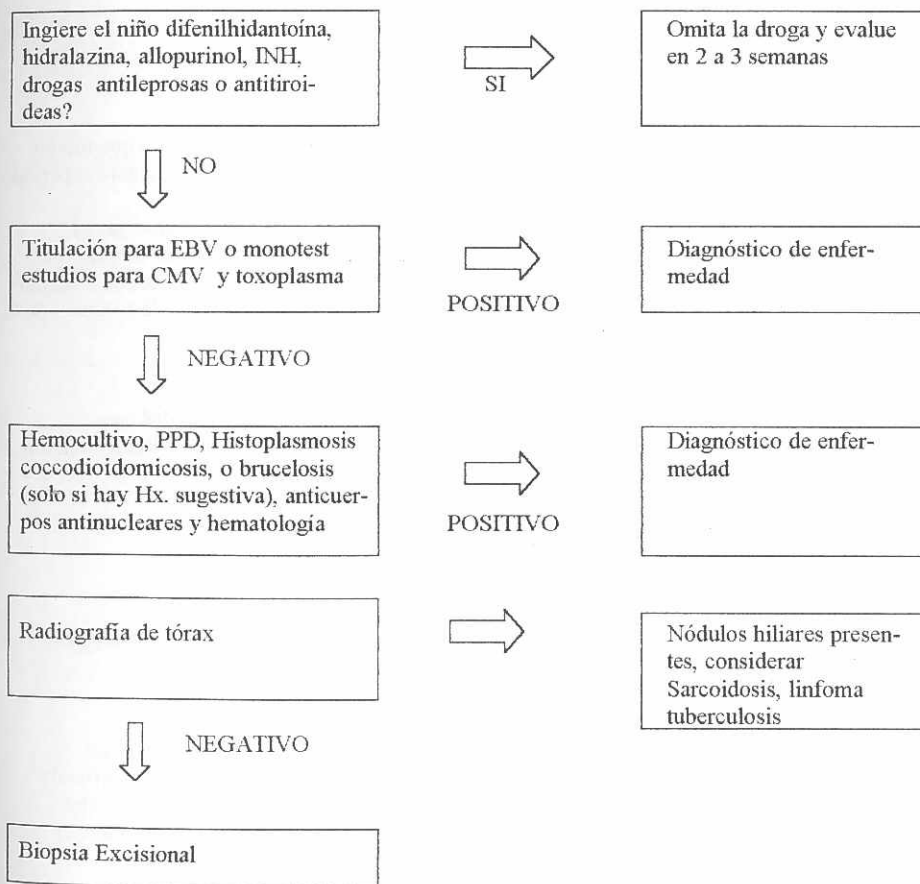 Ingiere el niño difenilhidantoína,
hidralazina, allopurinol, INH,
drogas antileprosas o antitiroi-
deas?
SI
Omita la droga y evalue
en 2 a 3 semanas
NO
Titulación para EBV o monotest
estudios para CMV y toxoplasma
POSITIVO
Diagnóstico de enfer-
medad
NEGATIVO
Hemocultivo, PPD, Histoplasmosis
coccodioidomicosis, o brucelosis
(solo si hay Hx. sugestiva), anticuer-
pos antinucleares y hematología
POSITIVO
Diagnóstico de enfer-
medad
Radiografía de tórax
Nódulos hiliares presen-
tes, considerar
Sarcoidosis, linfoma
tuberculosis
NEGATIVO
Biopsia Excisional